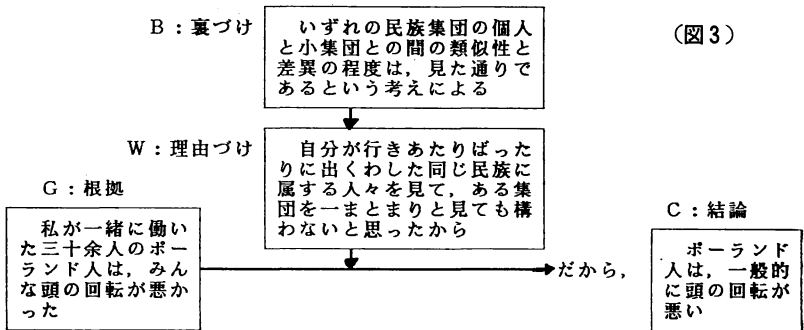 B：裏づけ
いずれの民族集団の個人
と小集団との間の類似性と
差異の程度は，見た通りで
あるという考えによる
（図3）
W：理由づけ
自分が行きあたりばった
りに出くわした同じ民族に
属する人々を見て，ある集
団を一まとまりと見ても構
わないと思ったから
G：根拠
私が一緒に働い
た三十余人のポー
ランド人は，みん
な頭の回転が悪か
った
だから，
C：結論
ポーランド
人は，一般的
に頭の回転が
悪い